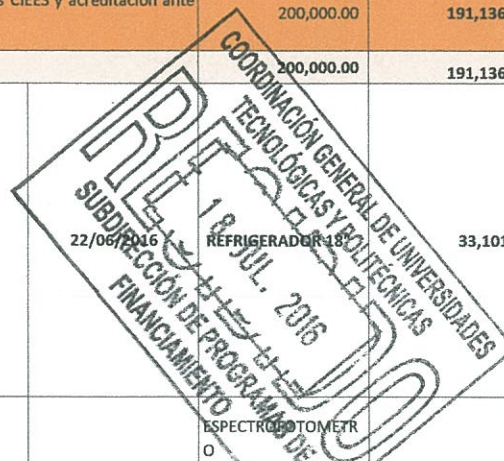 s CIEES y acreditación ante
200,000.00
191,136
200,000.00
191,136
COORDINACIÓN GENERAL DE UNIVERSIDADES
TECNOLÓGICAS Y POLITÉCNICAS
RECIBIDO
18 JUL. 2016
SUBDIRECCIÓN DE PROGRAMAS DE
FINANCIAMIENTO
22/06/2016
REFRIGERADOR 18"
33,101
ESPECTROFOTOMETR
O